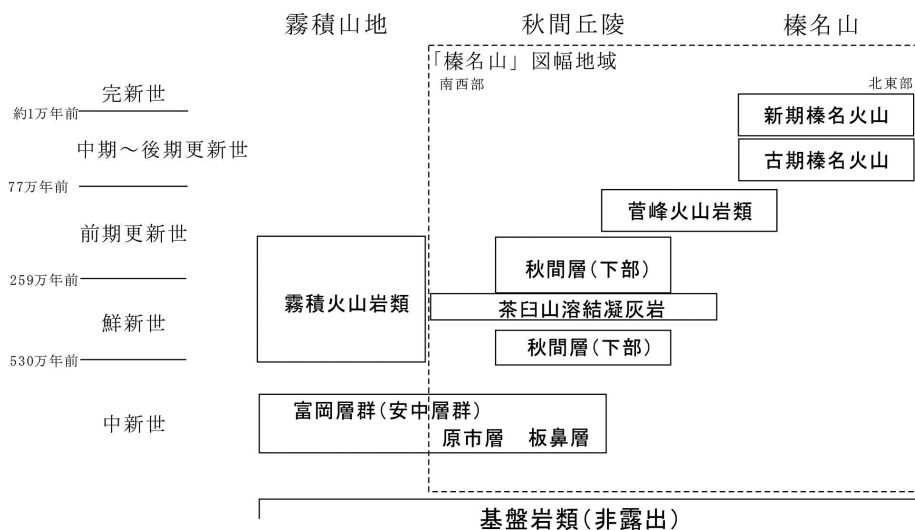 霧積山地 秋間丘陵 榛名山
「榛名山」図幅地域
南西部 北東部
完新世
約1万年前
新期榛名火山
中期～後期更新世
古期榛名火山
77万年前
菅峰火山岩類
前期更新世
秋間層(下部)
259万年前
霧積火山岩類
茶臼山溶結凝灰岩
鮮新世
秋間層(下部)
530万年前
富岡層群(安中層群)
中新世
原市層 板鼻層
基盤岩類(非露出)